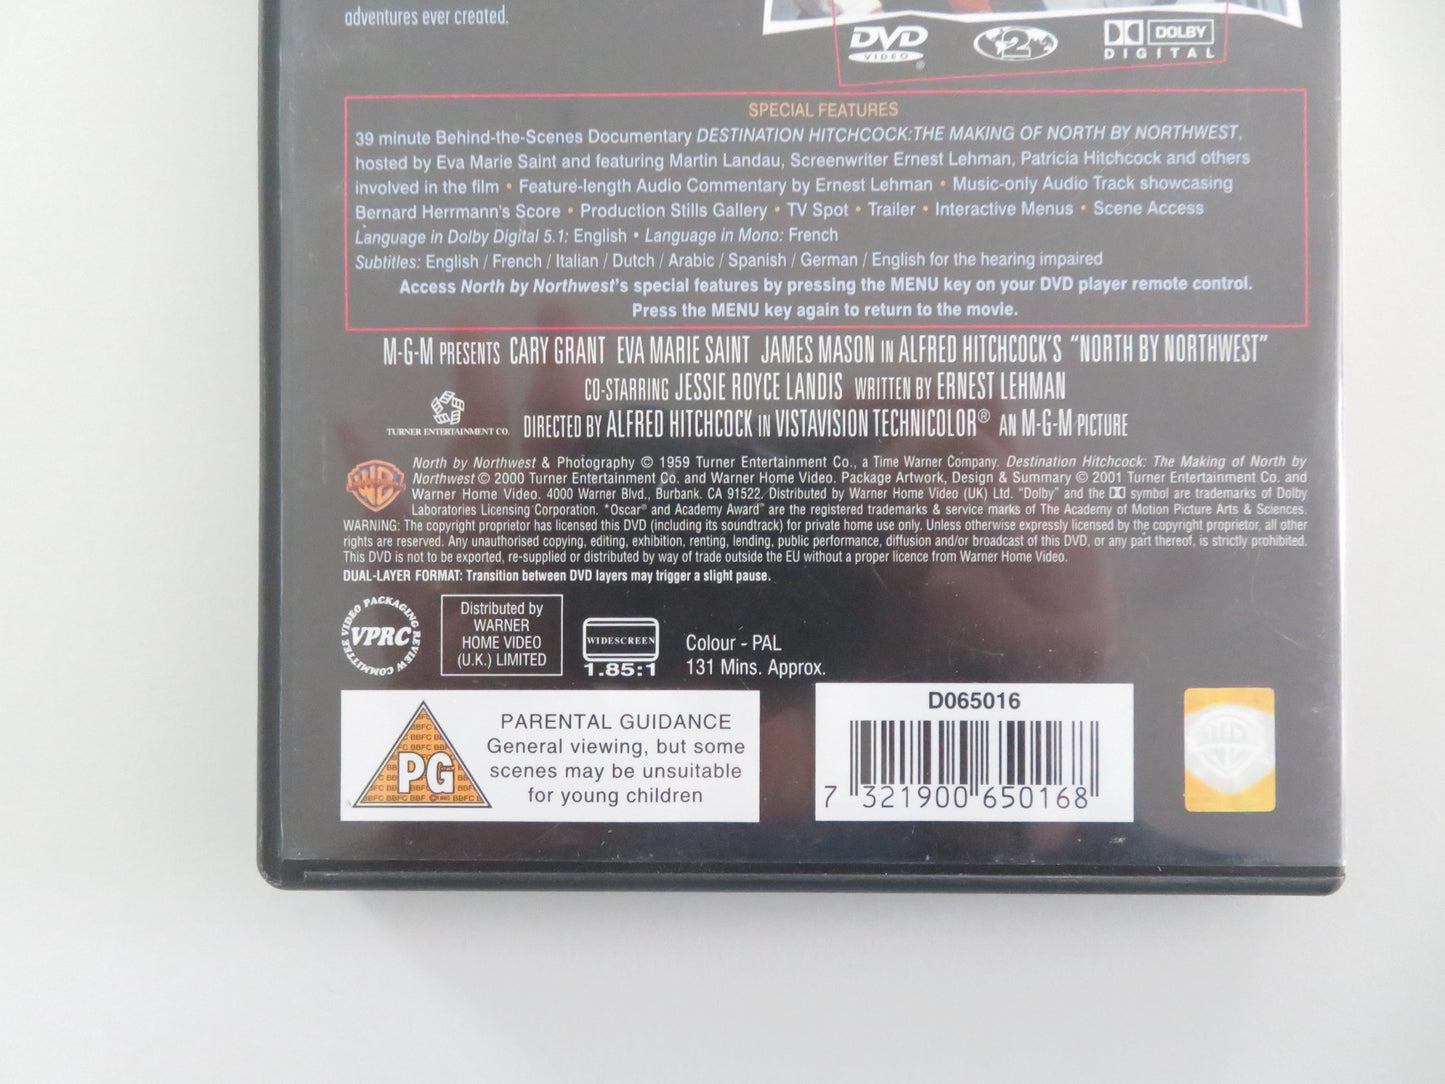 adventures ever created.
DVD
VIDEO
2
DOLBY
DIGITAL
SPECIAL FEATURES
39 minute Behind-the-Scenes Documentary DESTINATION HITCHCOCK:THE MAKING OF NORTH BY NORTHWEST,
hosted by Eva Marie Saint and featuring Martin Landau, Screenwriter Ernest Lehman, Patricia Hitchcock and others
involved in the film • Feature-length Audio Commentary by Ernest Lehman • Music-only Audio Track showcasing
Bernard Herrmann's Score • Production Stills Gallery • TV Spot • Trailer • Interactive Menus • Scene Access
Language in Dolby Digital 5.1: English • Language in Mono: French
Subtitles: English / French / Italian / Dutch / Arabic / Spanish / German / English for the hearing impaired
Access North by Northwest's special features by pressing the MENU key on your DVD player remote control.
Press the MENU key again to return to the movie.
M-G-M PRESENTS CARY GRANT EVA MARIE SAINT JAMES MASON IN ALFRED HITCHCOCK'S "NORTH BY NORTHWEST"
CO-STARRING JESSIE ROYCE LANDIS WRITTEN BY ERNEST LEHMAN
TURNER ENTERTAINMENT CO. DIRECTED BY ALFRED HITCHCOCK IN VISTAVISION TECHNICOLOR® AN M-G-M PICTURE
North by Northwest & Photography © 1959 Turner Entertainment Co., a Time Warner Company. Destination Hitchcock: The Making of North by
Northwest © 2000 Turner Entertainment Co. and Warner Home Video. Package Artwork, Design & Summary © 2001 Turner Entertainment Co. and
Warner Home Video. 4000 Warner Blvd., Burbank. CA 91522. Distributed by Warner Home Video (UK) Ltd. "Dolby" and the symbol are trademarks of Dolby
Laboratories Licensing Corporation. "Oscar® and Academy Award" are the registered trademarks & service marks of The Academy of Motion Picture Arts & Sciences.
WARNING: The copyright proprietor has licensed this DVD (including its soundtrack) for private home use only. Unless otherwise expressly licensed by the copyright proprietor, all other
rights are reserved. Any unauthorised copying, editing, exhibition, renting, lending, public performance, diffusion and/or broadcast of this DVD, or any part thereof, is strictly prohibited.
This DVD is not to be exported, re-supplied or distributed by way of trade outside the EU without a proper licence from Warner Home Video.
DUAL-LAYER FORMAT: Transition between DVD layers may trigger a slight pause.
VIDEO PACKAGING REVIEW COMMITTEE
VPRC
Distributed by
WARNER
HOME VIDEO
(U.K.) LIMITED
WIDESCREEN
1.85:1
Colour - PAL
131 Mins. Approx.
PG
PARENTAL GUIDANCE
General viewing, but some
scenes may be unsuitable
for young children
D065016
7 321900 650168